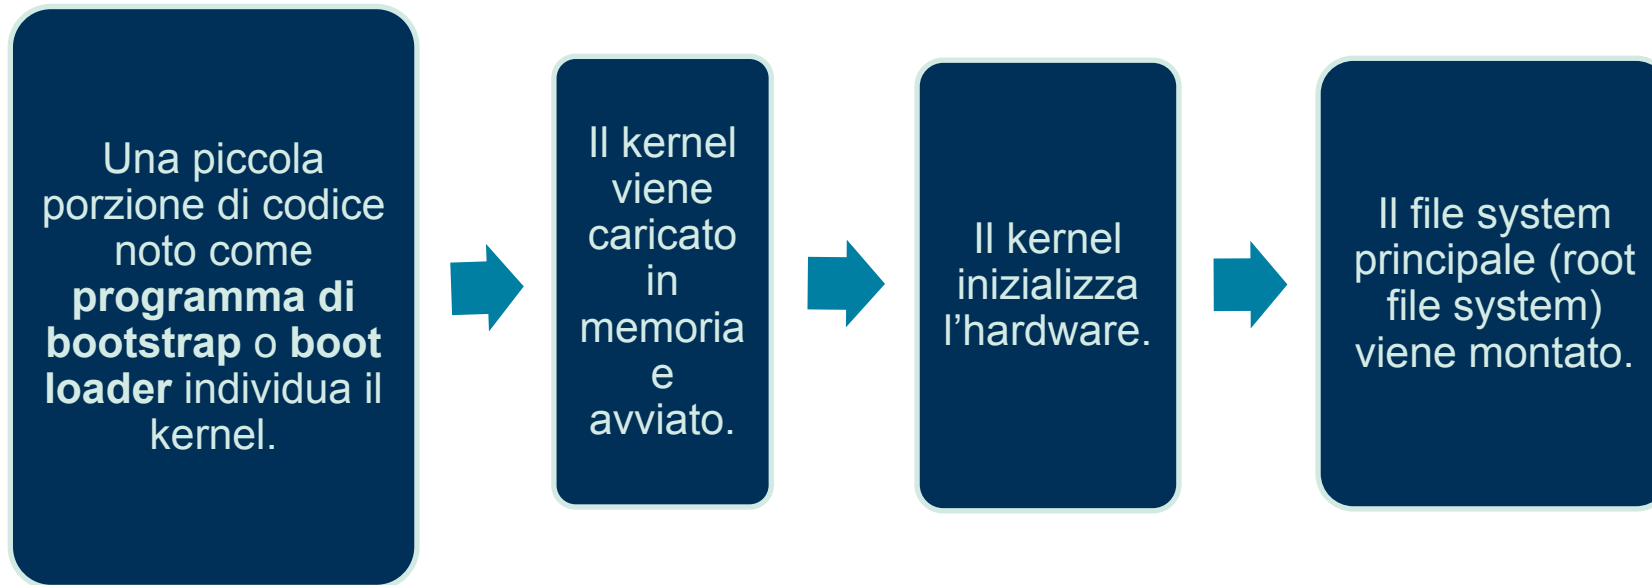 Una piccola
porzione di codice
noto come
programma di
bootstrap o boot
loader individua il
kernel.
Il kernel
viene
caricato
in
memoria
e
avviato.
Il kernel
inizializza
l’hardware.
Il file system
principale (root
file system)
viene montato.